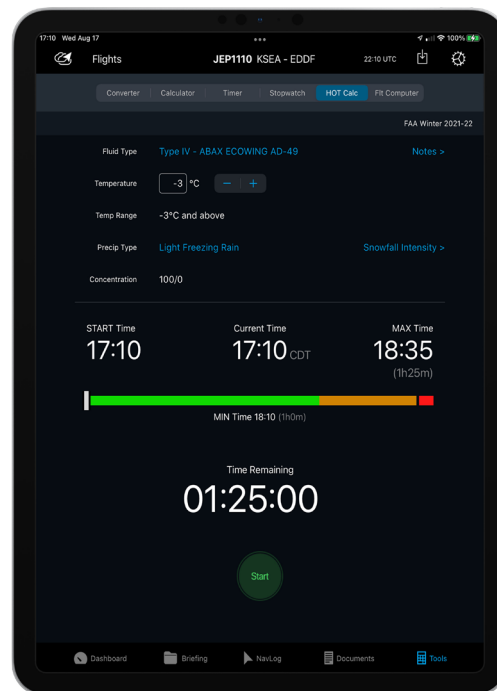 17:10 Wed Aug 17
100%
Flights
JEP1110 KSEA - EDDF
22:10 UTC
Converter Calculator Timer Stopwatch HOT Calc Flt Computer
FAA Winter 2021-22
Fluid Type Type IV - ABAX ECOWING AD-49 Notes >
Temperature -3 °C − +
Temp Range -3°C and above
Precip Type Light Freezing Rain Snowfall Intensity >
Concentration 100/0
START Time Current Time MAX Time
17:10 17:10 CDT 18:35
(1h25m)
MIN Time 18:10 (1h0m)
Time Remaining
01:25:00
Start
Dashboard Briefing NavLog Documents Tools